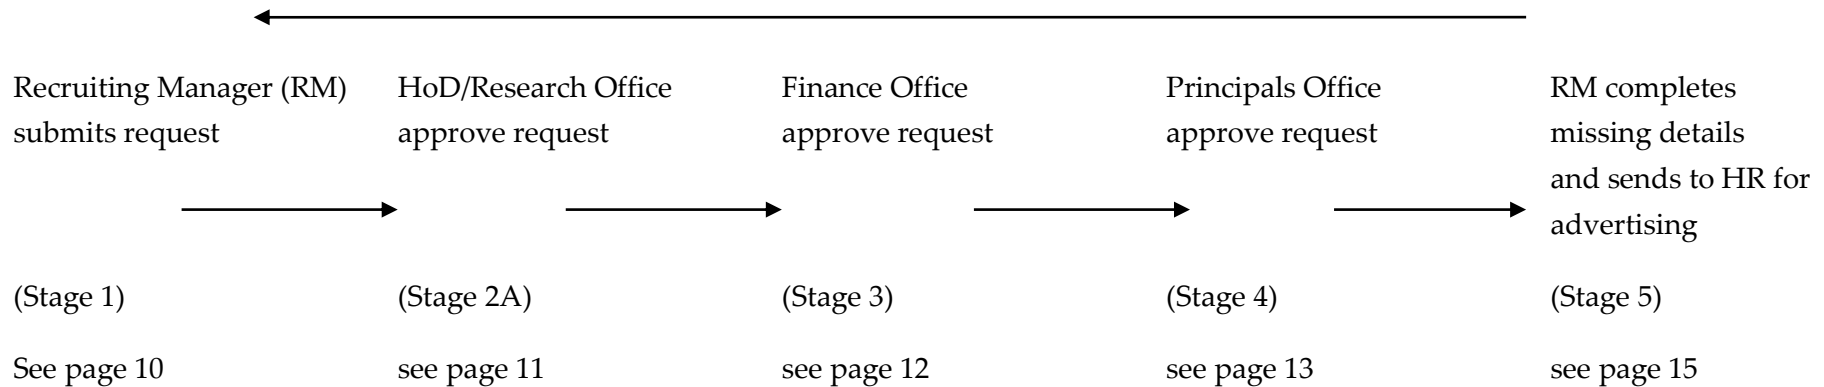 Recruiting Manager (RM)
submits request
HoD/Research Office
approve request
Finance Office
approve request
Principals Office
approve request
RM completes
missing details
and sends to HR for
advertising
(Stage 1)
(Stage 2A)
(Stage 3)
(Stage 4)
(Stage 5)
See page 10
see page 11
see page 12
see page 13
see page 15